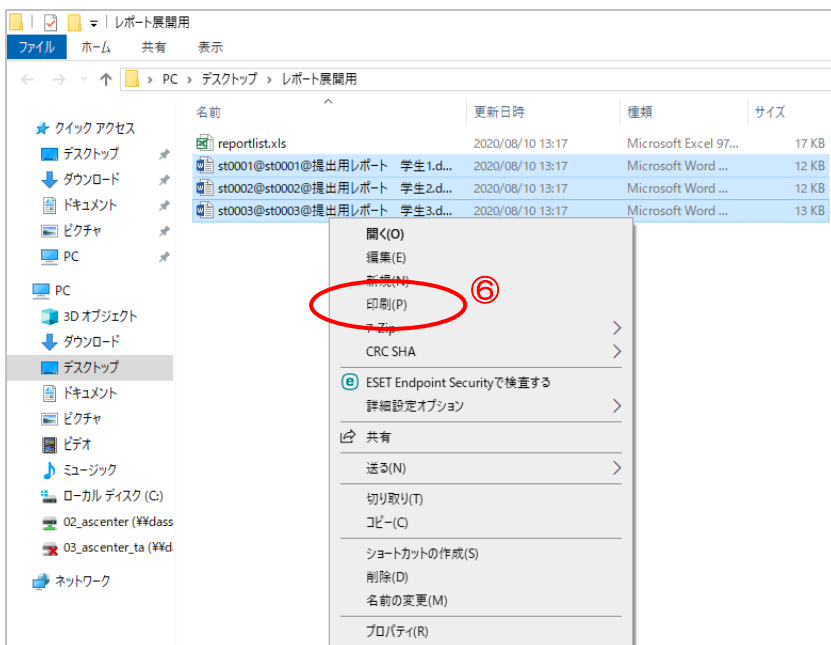 レポート展開用
ファイル ホーム 共有 表示
PC › デスクトップ › レポート展開用
名前 更新日時 種類 サイズ
クイック アクセス
デスクトップ
ダウンロード
ドキュメント
ピクチャ
PC
PC
3D オブジェクト
ダウンロード
デスクトップ
ドキュメント
ピクチャ
ビデオ
ミュージック
ローカル ディスク (C:)
02_ascenter (¥¥dass
03_ascenter_ta (¥¥d
ネットワーク
reportlist.xls 2020/08/10 13:17 Microsoft Excel 97... 17 KB
st0001@st0001@提出用レポート 学生1.d... 2020/08/10 13:17 Microsoft Word ... 12 KB
st0002@st0002@提出用レポート 学生2.d... 2020/08/10 13:17 Microsoft Word ... 12 KB
st0003@st0003@提出用レポート 学生3.d... 2020/08/10 13:17 Microsoft Word ... 13 KB
開く(O)
編集(E)
新規(N)
印刷(P)
⑥
7-Zip
CRC SHA
ESET Endpoint Securityで検査する
詳細設定オプション
共有
送る(N)
切り取り(T)
コピー(C)
ショートカットの作成(S)
削除(D)
名前の変更(M)
プロパティ(R)